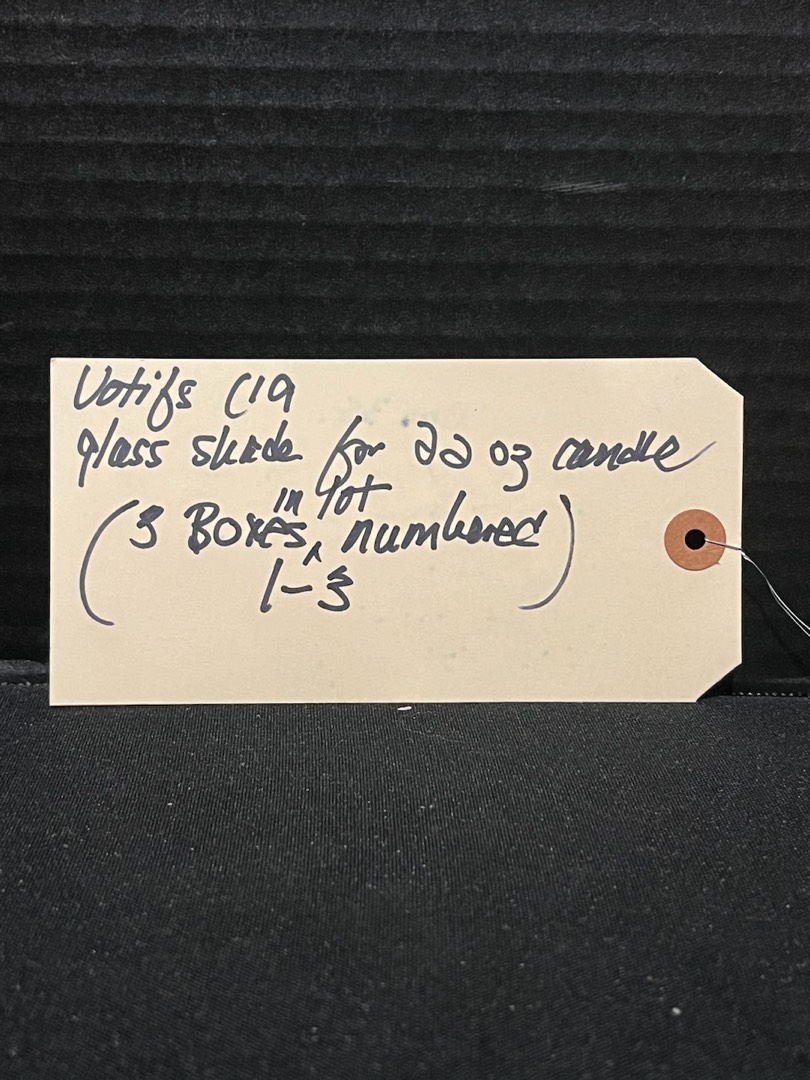 Votifs C19
glass shade for 22 oz candle
in lot
(3 Boxes ^ numbered)
1-3